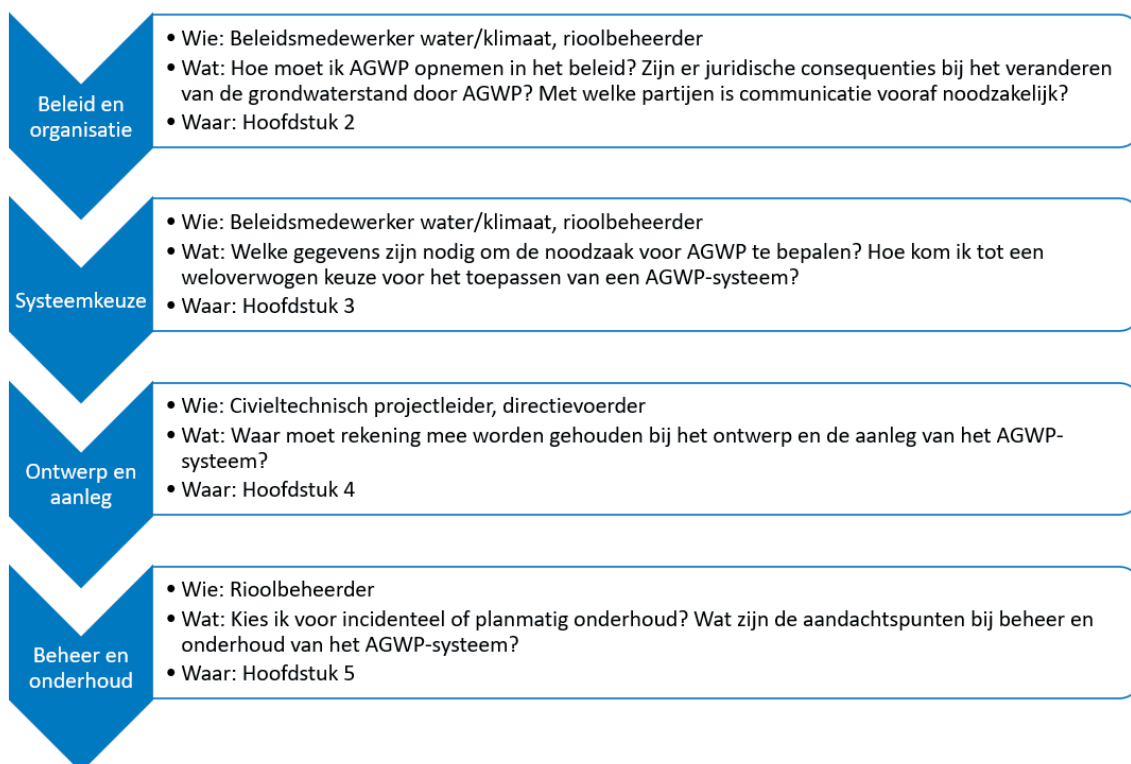 Beleid en
organisatie
• Wie: Beleidsmedewerker water/klimaat, rioolbeheerder
• Wat: Hoe moet ik AGWP opnemen in het beleid? Zijn er juridische consequenties bij het veranderen
van de grondwaterstand door AGWP? Met welke partijen is communicatie vooraf noodzakelijk?
• Waar: Hoofdstuk 2
Systeemkeuze
• Wie: Beleidsmedewerker water/klimaat, rioolbeheerder
• Wat: Welke gegevens zijn nodig om de noodzaak voor AGWP te bepalen? Hoe kom ik tot een
weloverwogen keuze voor het toepassen van een AGWP-systeem?
• Waar: Hoofdstuk 3
Ontwerp en
aanleg
• Wie: Civieltechnisch projectleider, directievoerder
• Wat: Waar moet rekening mee worden gehouden bij het ontwerp en de aanleg van het AGWP-
systeem?
• Waar: Hoofdstuk 4
Beheer en
onderhoud
• Wie: Rioolbeheerder
• Wat: Kies ik voor incidenteel of planmatig onderhoud? Wat zijn de aandachtspunten bij beheer en
onderhoud van het AGWP-systeem?
• Waar: Hoofdstuk 5